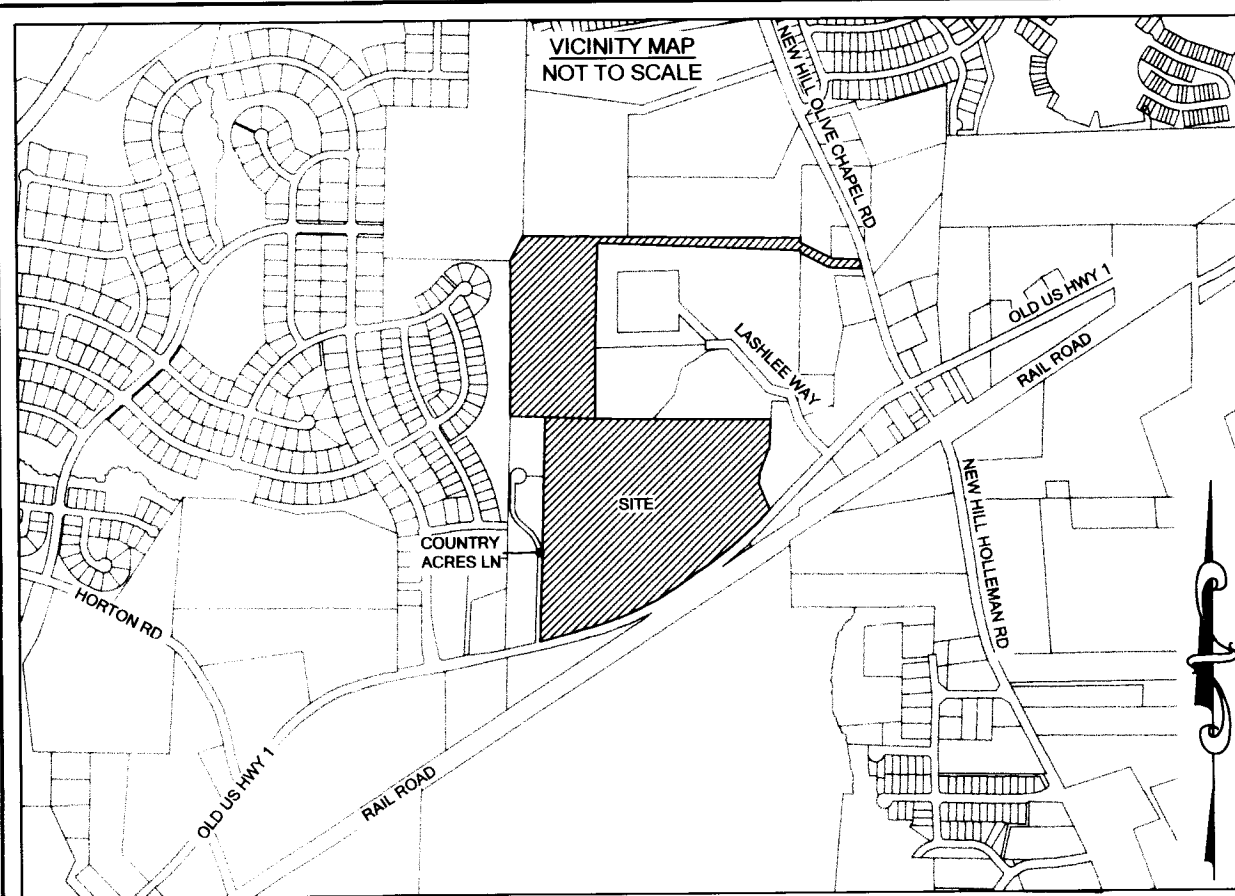 VICINITY MAP
NOT TO SCALE
NEW HILL OLIVE CHAPEL RD
OLD US HWY 1
RAIL ROAD
LASHLEE WAY
SITE
NEW HILL HOLLEMAN RD
COUNTRY
ACRES LN
HORTON RD
OLD US HWY 1
RAIL ROAD